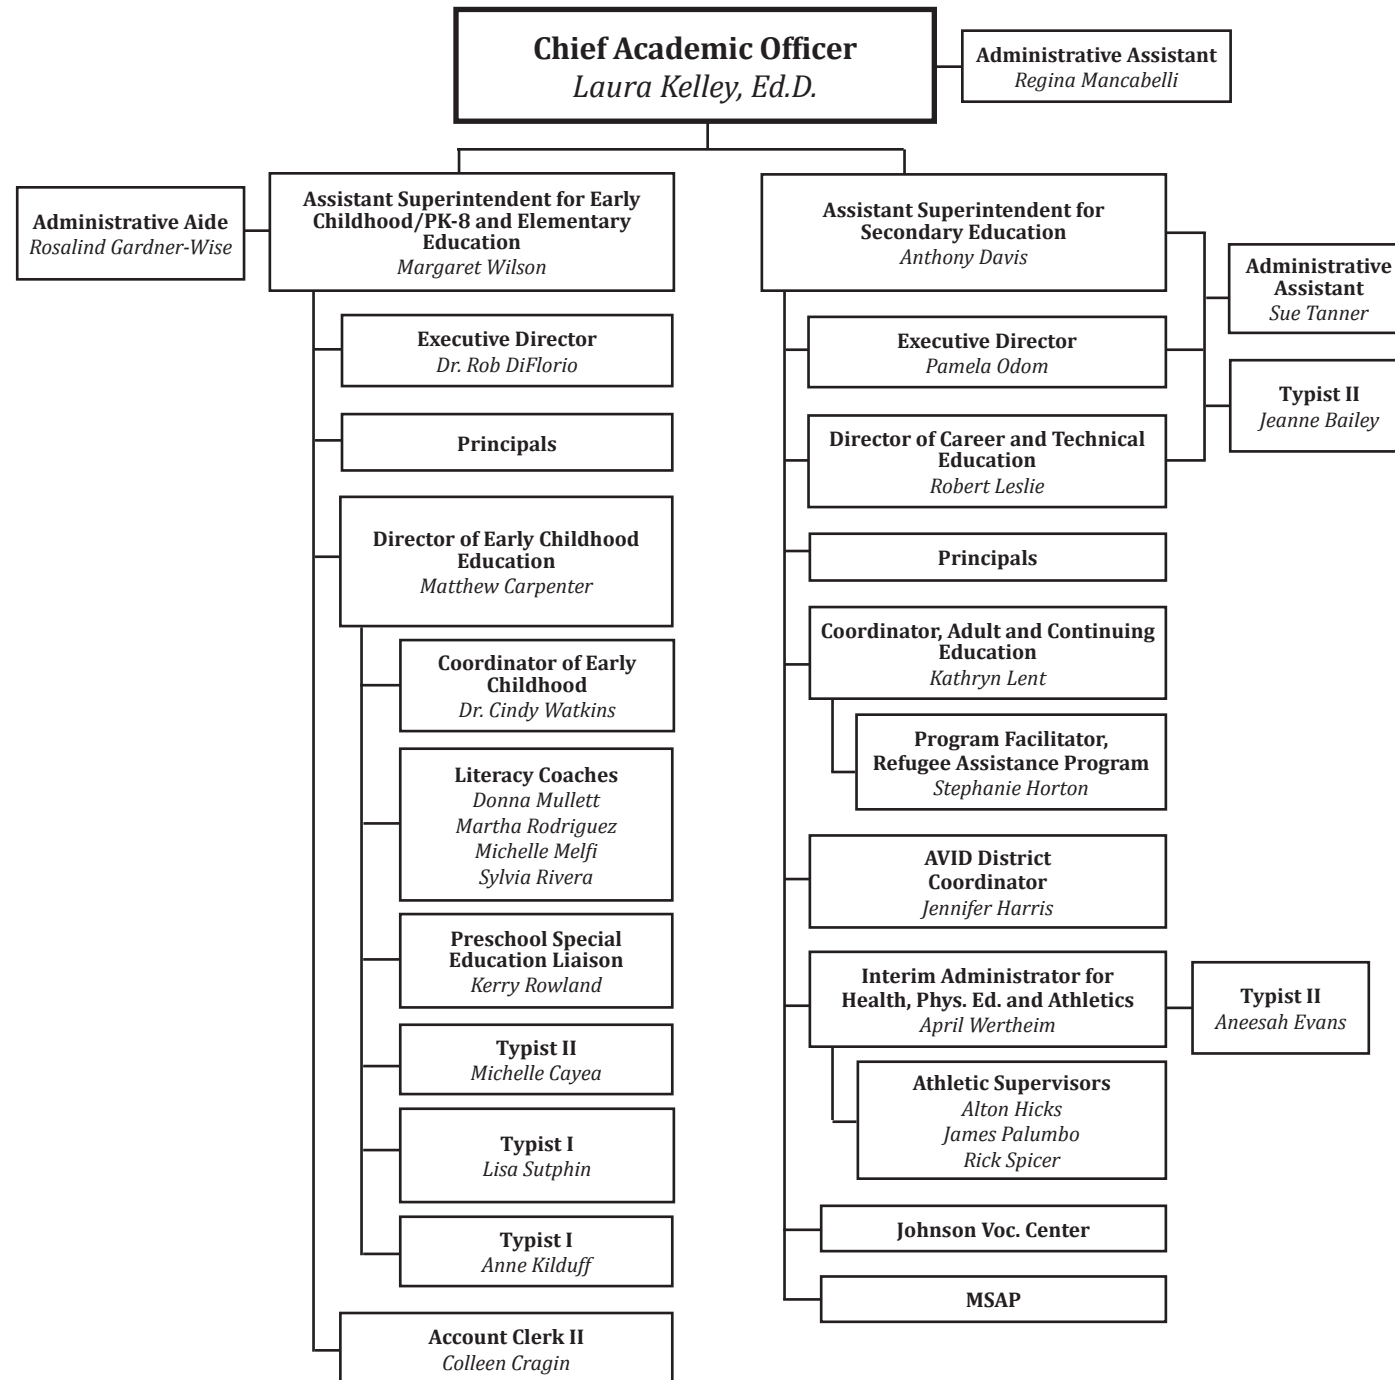 Chief Academic Officer
Laura Kelley, Ed.D.
Administrative Assistant
Regina Mancabelli
Administrative Aide
Rosalind Gardner-Wise
Assistant Superintendent for Early
Childhood/PK-8 and Elementary
Education
Margaret Wilson
Executive Director
Dr. Rob DiFlorio
Principals
Director of Early Childhood
Education
Matthew Carpenter
Coordinator of Early
Childhood
Dr. Cindy Watkins
Literacy Coaches
Donna Mullett
Martha Rodriguez
Michelle Melfi
Sylvia Rivera
Preschool Special
Education Liaison
Kerry Rowland
Typist II
Michelle Cayea
Typist I
Lisa Sutphin
Typist I
Anne Kilduff
Account Clerk II
Colleen Cragin
Assistant Superintendent for
Secondary Education
Anthony Davis
Administrative
Assistant
Sue Tanner
Typist II
Jeanne Bailey
Executive Director
Pamela Odom
Director of Career and Technical
Education
Robert Leslie
Principals
Coordinator, Adult and Continuing
Education
Kathryn Lent
Program Facilitator,
Refugee Assistance Program
Stephanie Horton
AVID District
Coordinator
Jennifer Harris
Interim Administrator for
Health, Phys. Ed. and Athletics
April Wertheim
Typist II
Aneesah Evans
Athletic Supervisors
Alton Hicks
James Palumbo
Rick Spicer
Johnson Voc. Center
MSAP